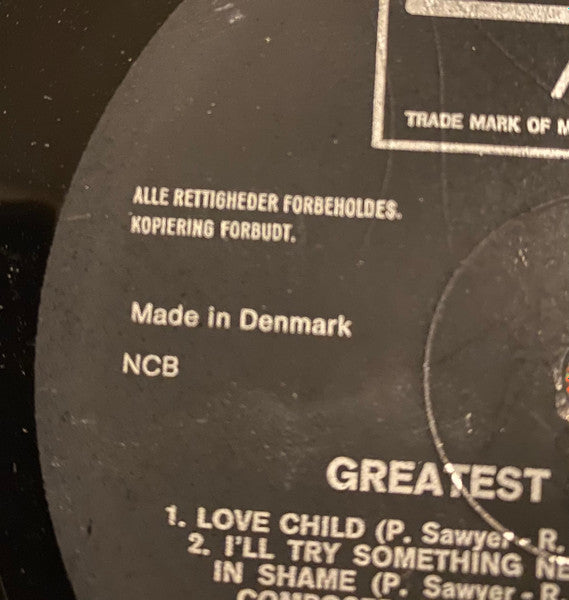 TRADE MARK OF M
ALLE RETTIGHEDER FORBEHOLDES.
KOPIERING FORBUDT.
Made in Denmark
NCB
GREATEST
1. LOVE CHILD (P. Sawyer - R.
2. I'LL TRY SOMETHING NE
IN SHAME (P. Sawyer - R.